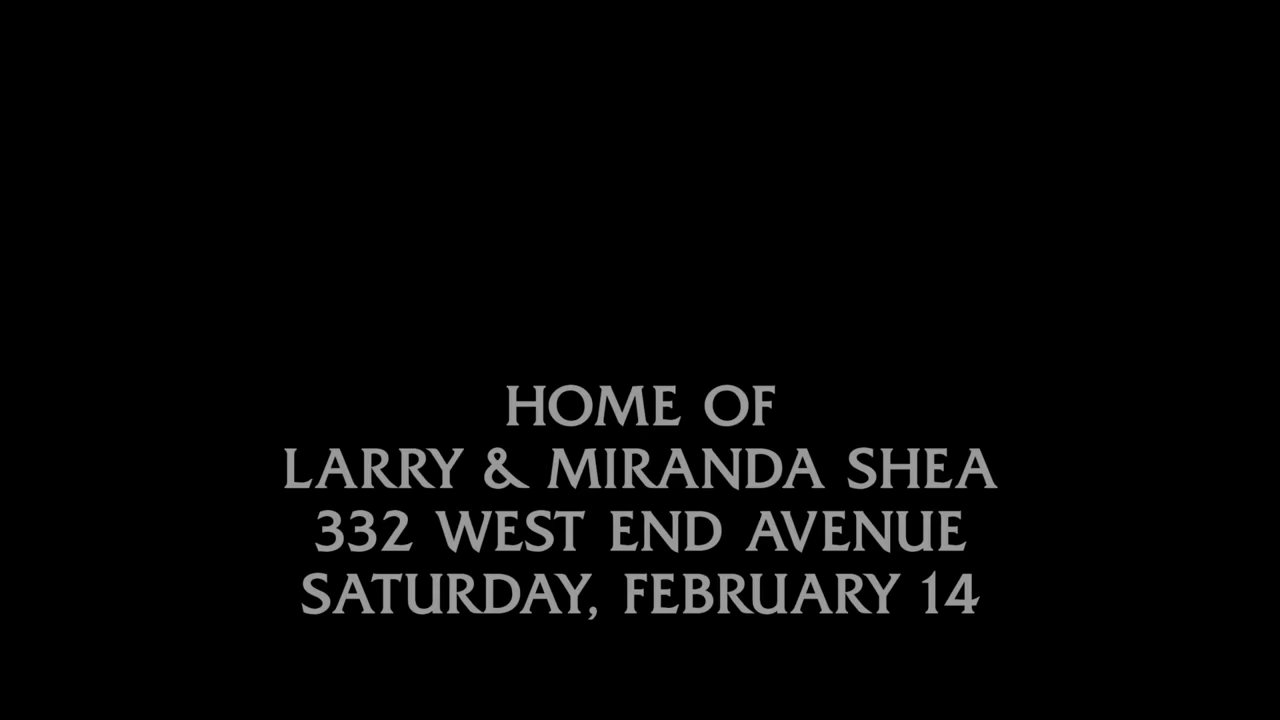 HOME OF
LARRY & MIRANDA SHEA
332 WEST END AVENUE
SATURDAY, FEBRUARY 14